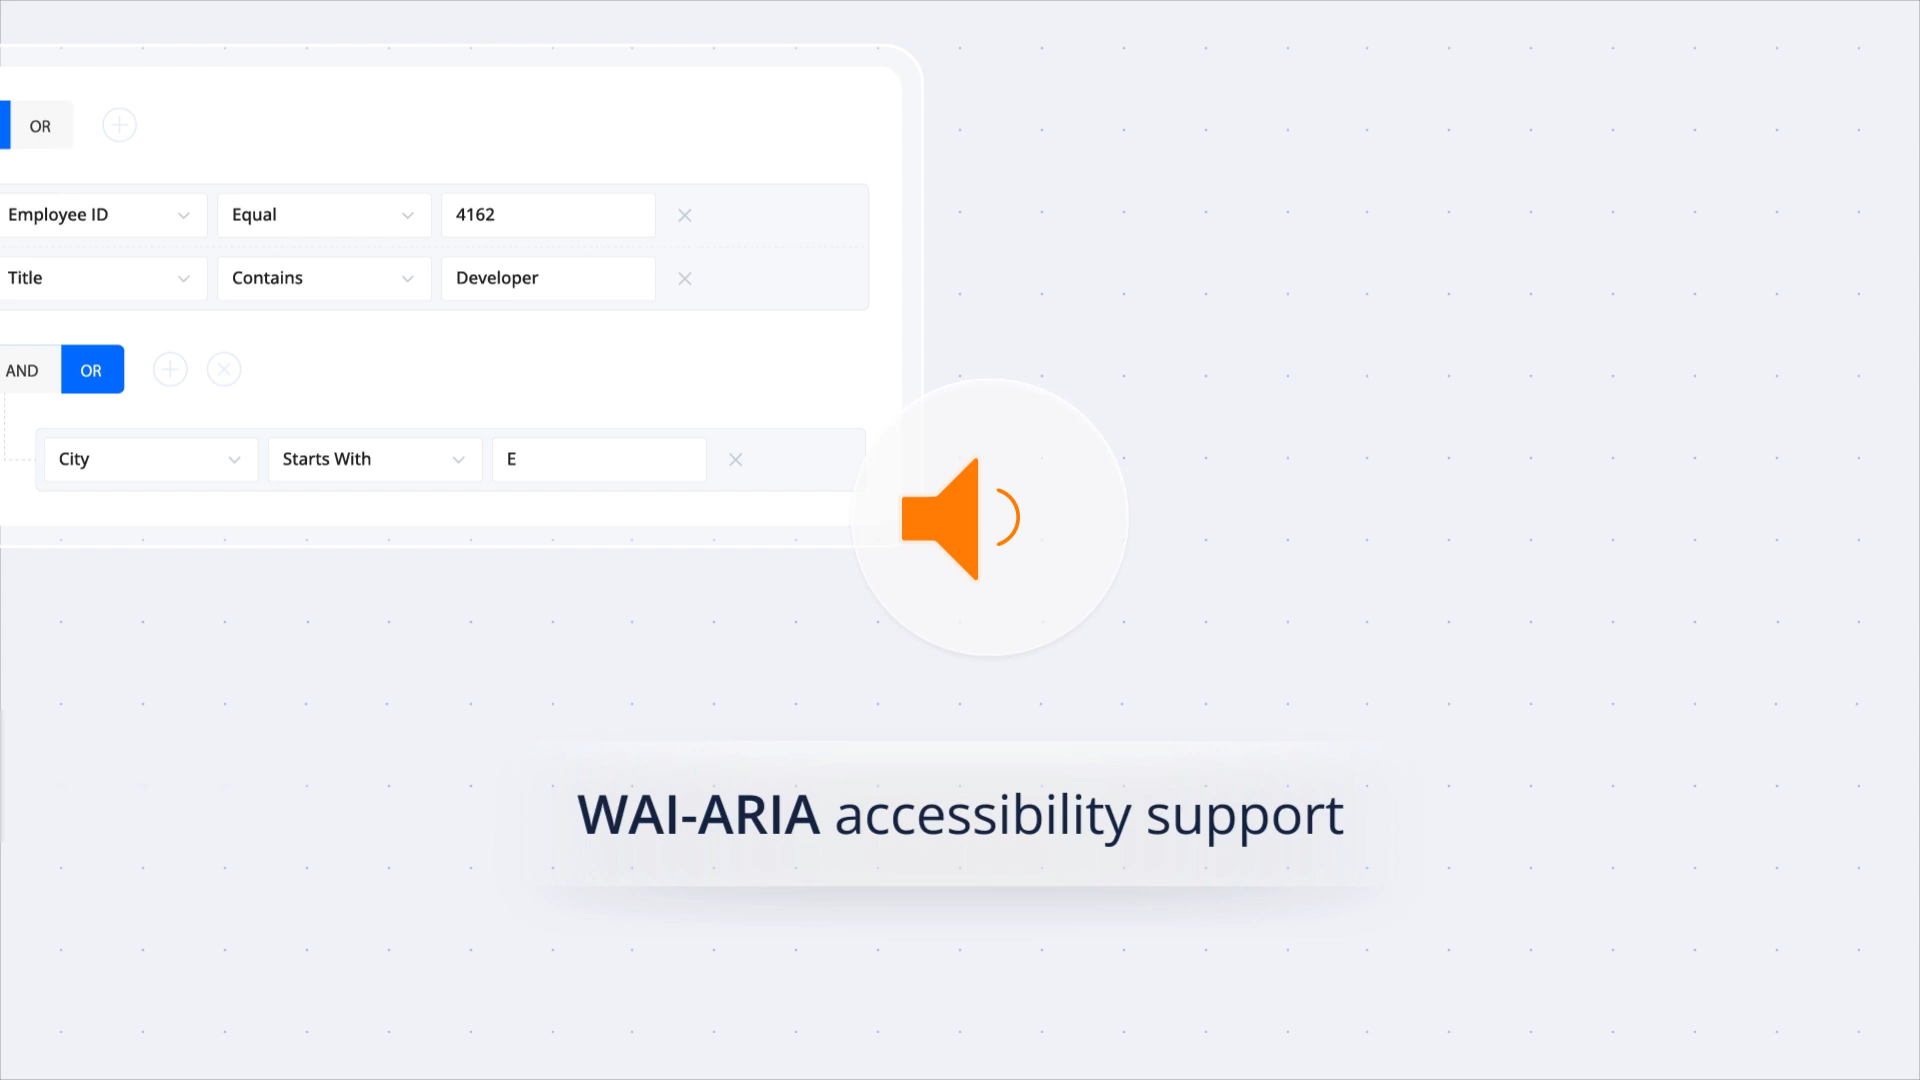 OR
Employee ID Equal 4162
Title Contains Developer
AND OR
City Starts With E
WAI-ARIA accessibility support